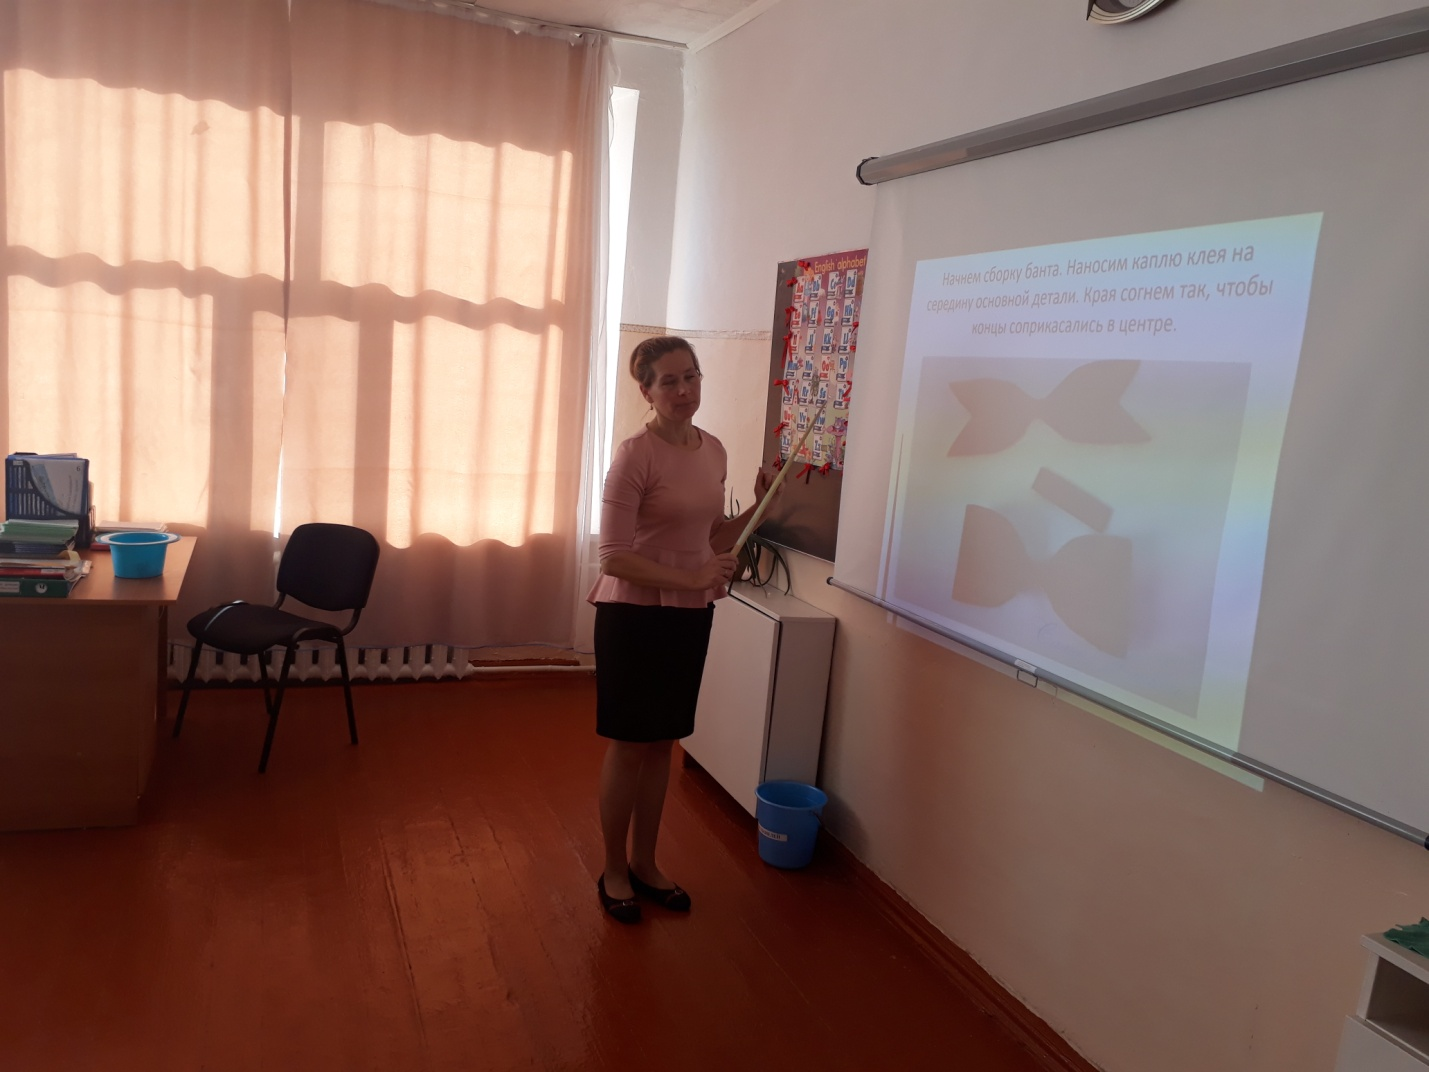 English alphabet
Начнем сборку банта. Наносим каплю клея на
середину основной детали. Края согнем так, чтобы
концы соприкасались в центре.